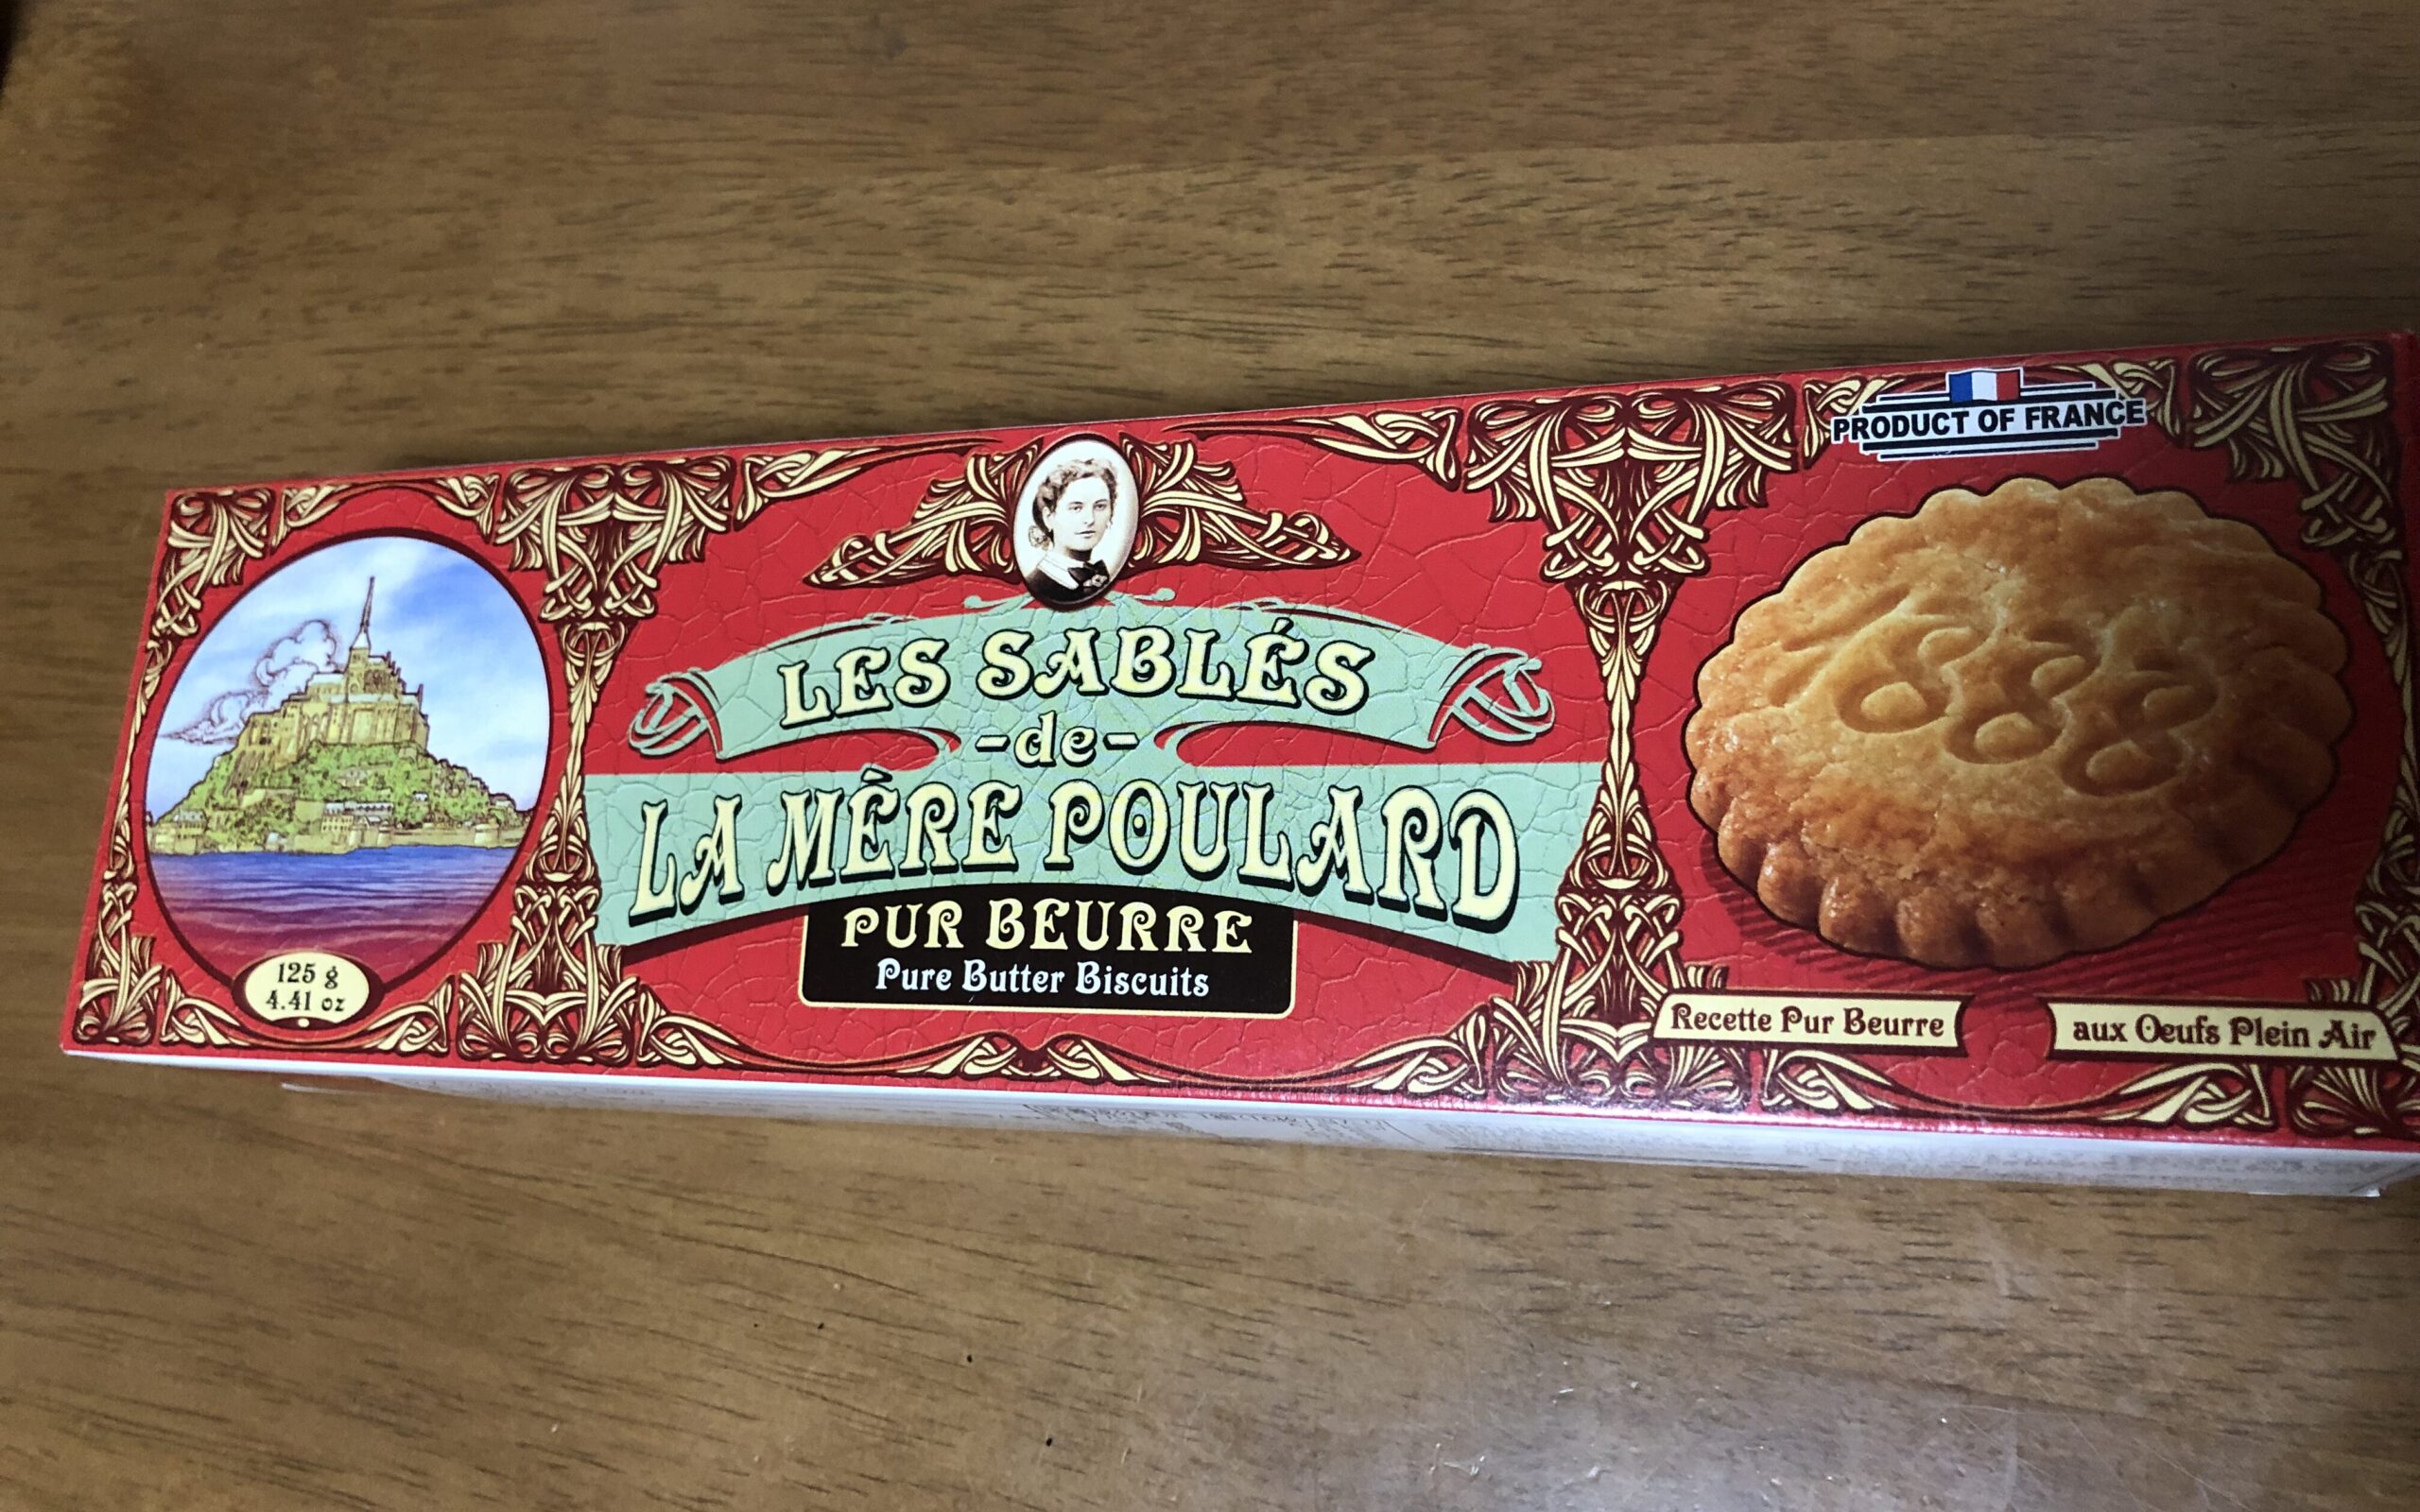 PRODUCT OF FRANCE
LES SABLÉS
-de-
LA MÈRE POULARD
PUR BEURRE
Pure Butter Biscuits
125 g
4.41 oz
Recette Pur Beurre
aux Oeufs Plein Air